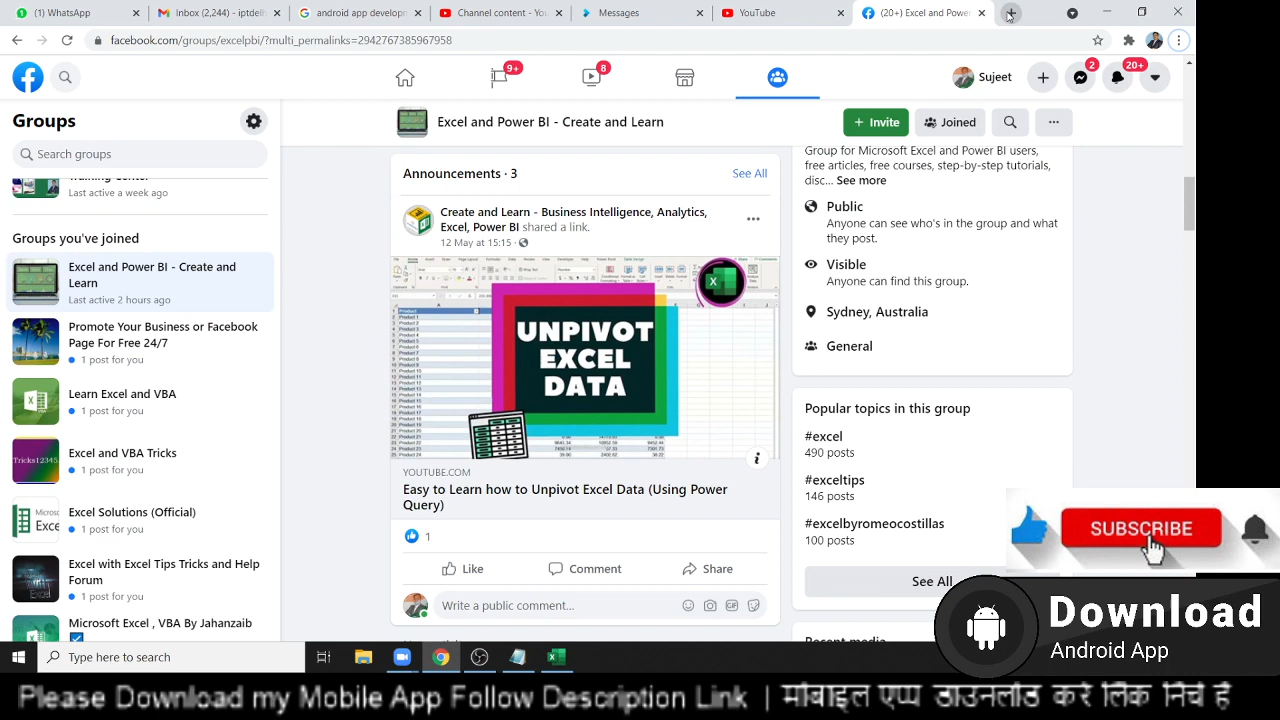 (1) WhatsApp
Inbox (2,244) - iptdelh
android app developm
Channel content - You
Messages
YouTube
(20+) Excel and Power
facebook.com/groups/excelpbi/?multi_permalinks=2942767385967958
9+
8
Sujeet
2
20+
Groups
Search groups
Training Center
Last active a week ago
Groups you've joined
Excel and Power BI - Create and
Learn
Last active 2 hours ago
Promote Your Business or Facebook
Page For Free 24/7
1 post for you
Learn Excel and VBA
1 post for you
Excel and VBA Tricks
1 post for you
Tricks12345
Excel Solutions (Official)
1 post for you
Excel with Excel Tips Tricks and Help
Forum
1 post for you
Microsoft Excel , VBA By Jahanzaib
Excel and Power BI - Create and Learn
+ Invite
Joined
Announcements · 3
See All
Create and Learn - Business Intelligence, Analytics,
Excel, Power BI shared a link.
12 May at 15:15 ·
UNPIVOT
EXCEL
DATA
YOUTUBE.COM
Easy to Learn how to Unpivot Excel Data (Using Power
Query)
1
Like
Comment
Share
Write a public comment...
Group for Microsoft Excel and Power BI users,
free articles, free courses, step-by-step tutorials,
disc... See more
Public
Anyone can see who's in the group and what
they post.
Visible
Anyone can find this group.
Sydney, Australia
General
Popular topics in this group
#excel
490 posts
#exceltips
146 posts
#excelbyromeocostillas
100 posts
See All
Recent media
SUBSCRIBE
Download
Android App
Type here to search
Please Download my Mobile App Follow Description Link | मोबाइल एप्प डाउनलोड करे लिंक निचे है